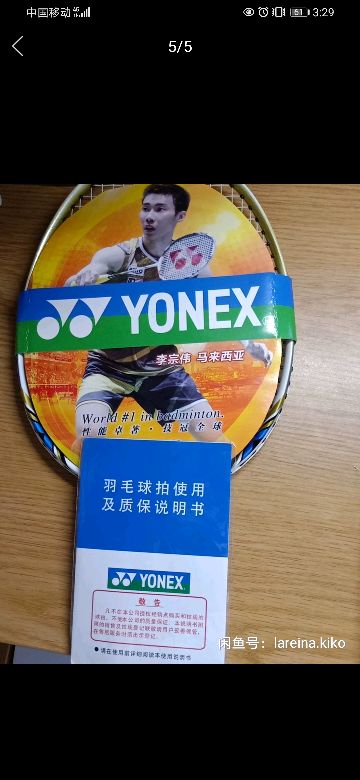 中国移动
3:29
5/5
YONEX
李宗伟 马来西亚
World #1 in badminton.
性能卓著·技冠全球
羽毛球拍使用
及质保说明书
YONEX
敬告
请在使用前详细阅读本使用说明书
闲鱼号：lareina.kiko